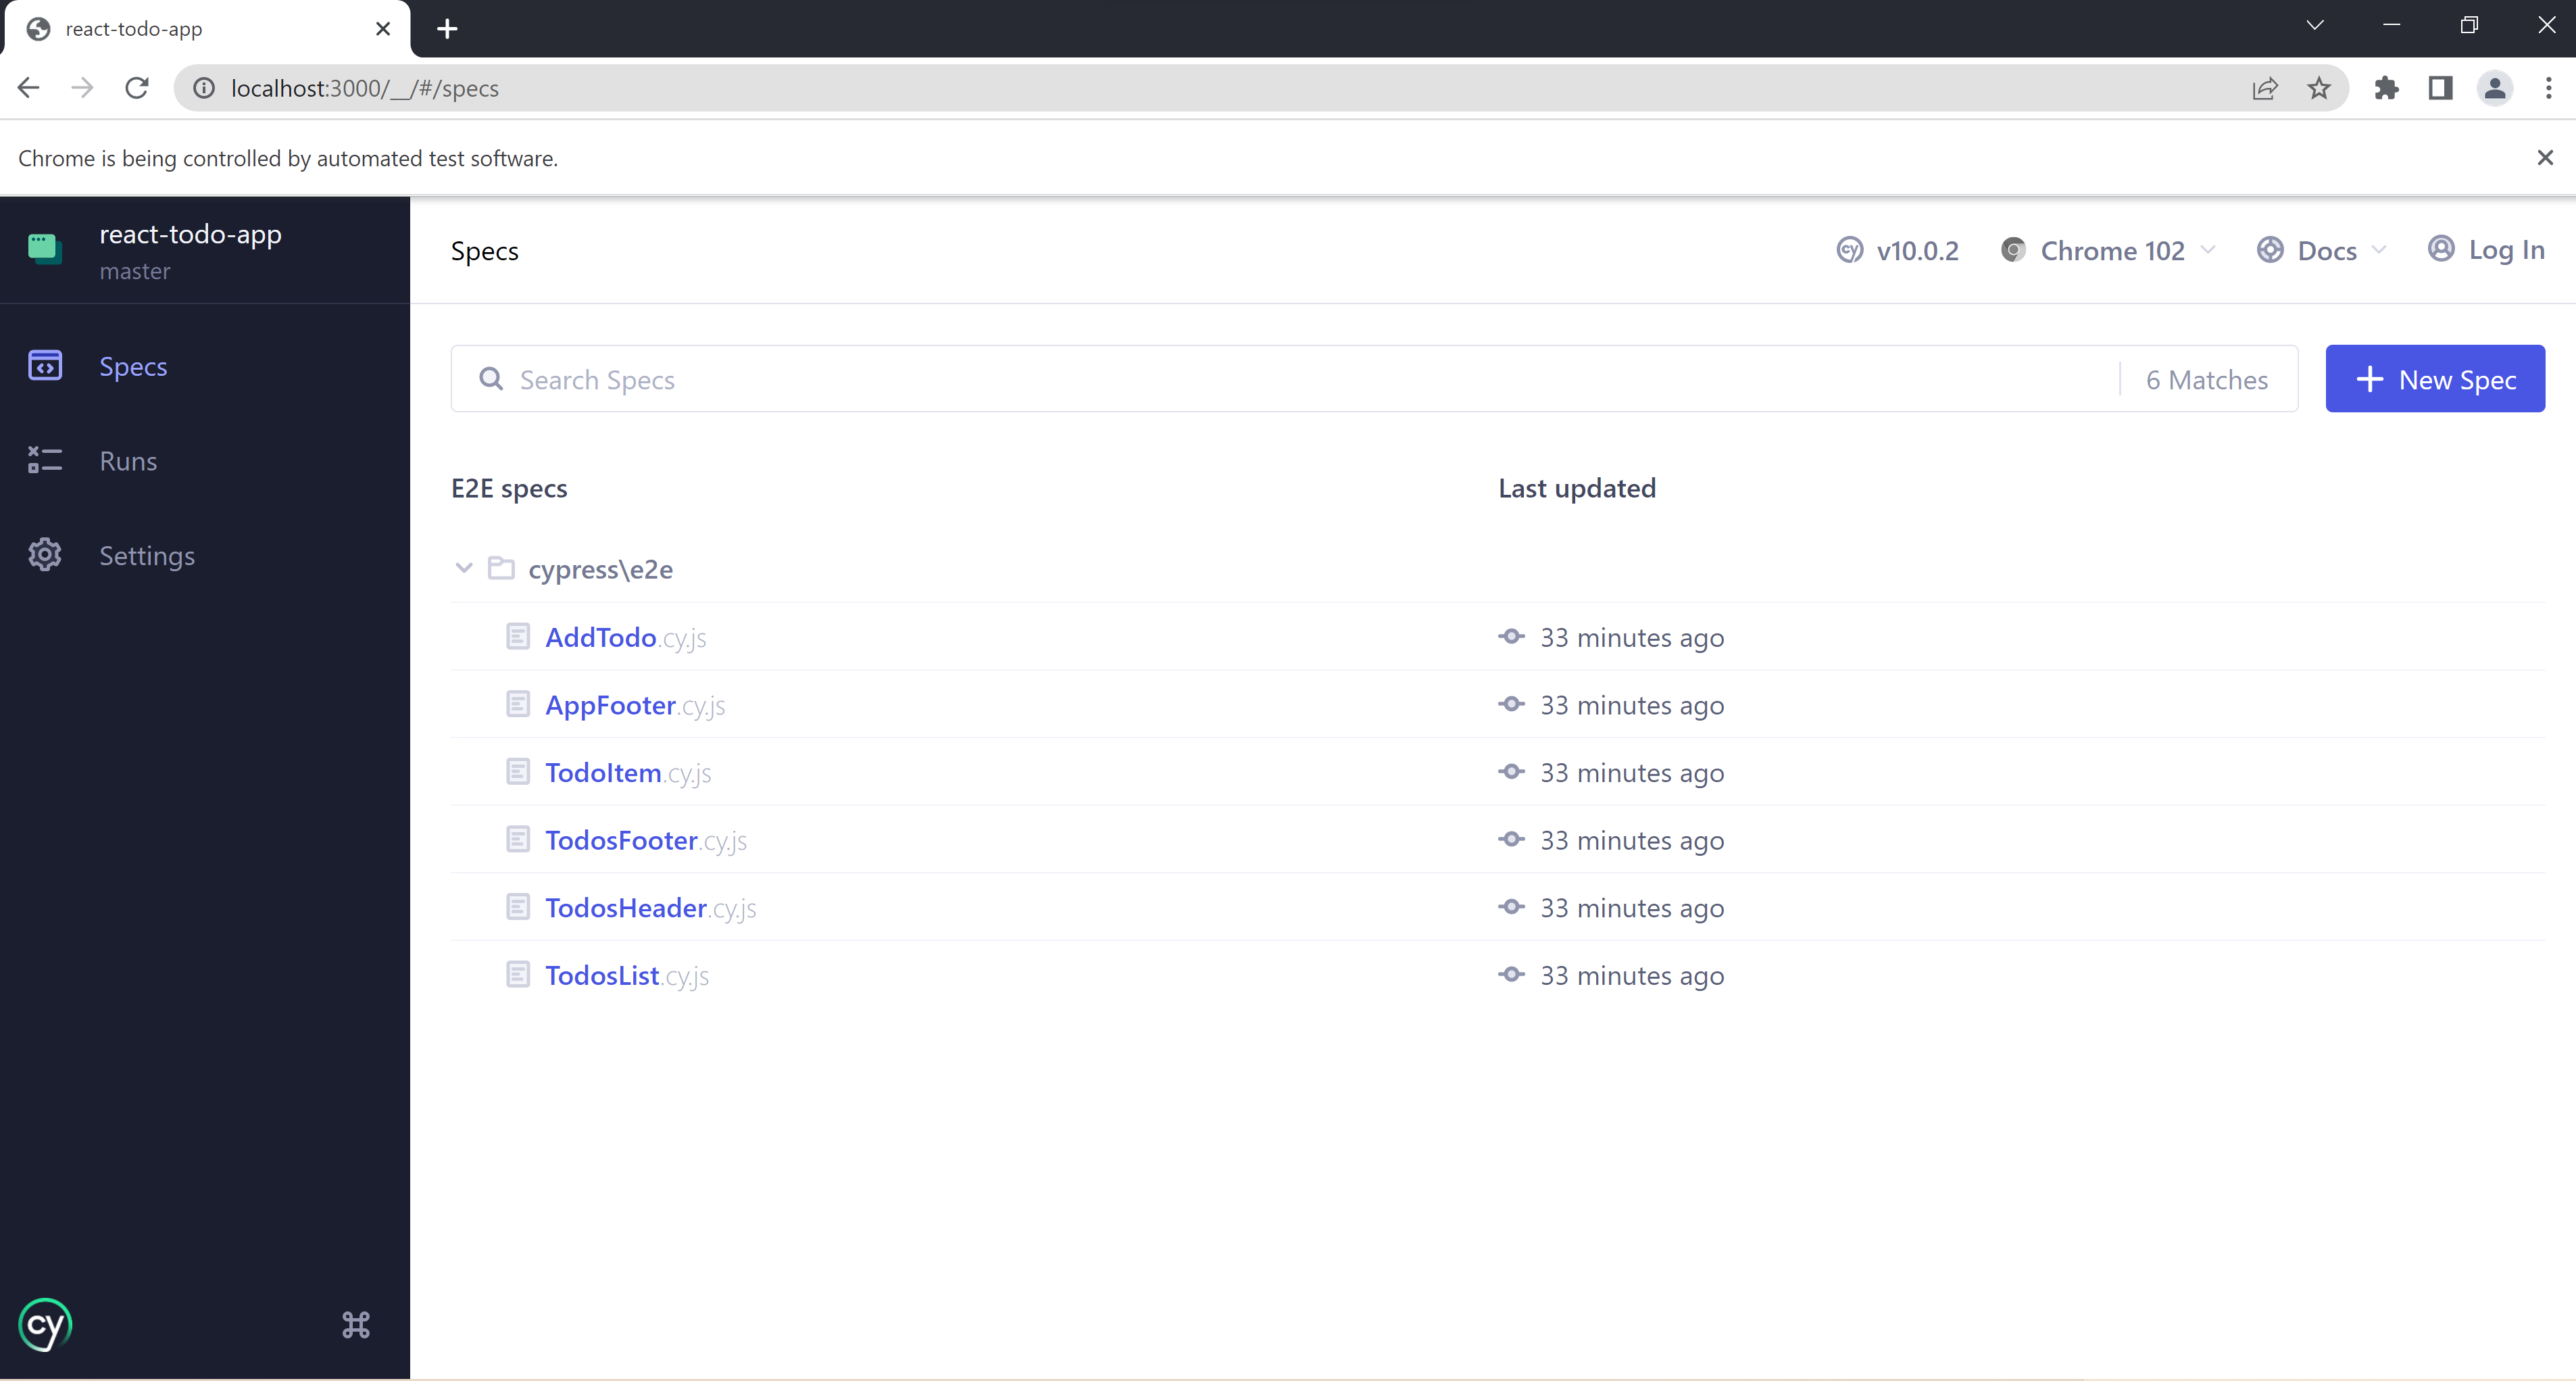 react-todo-app
localhost:3000/__/#/specs
Chrome is being controlled by automated test software.
react-todo-app
master
Specs
v10.0.2
Chrome 102
Docs
Log In
Specs
Runs
Settings
Search Specs
6 Matches
New Spec
E2E specs
Last updated
cypress\e2e
AddTodo.cy.js
33 minutes ago
AppFooter.cy.js
33 minutes ago
TodoItem.cy.js
33 minutes ago
TodosFooter.cy.js
33 minutes ago
TodosHeader.cy.js
33 minutes ago
TodosList.cy.js
33 minutes ago
cy